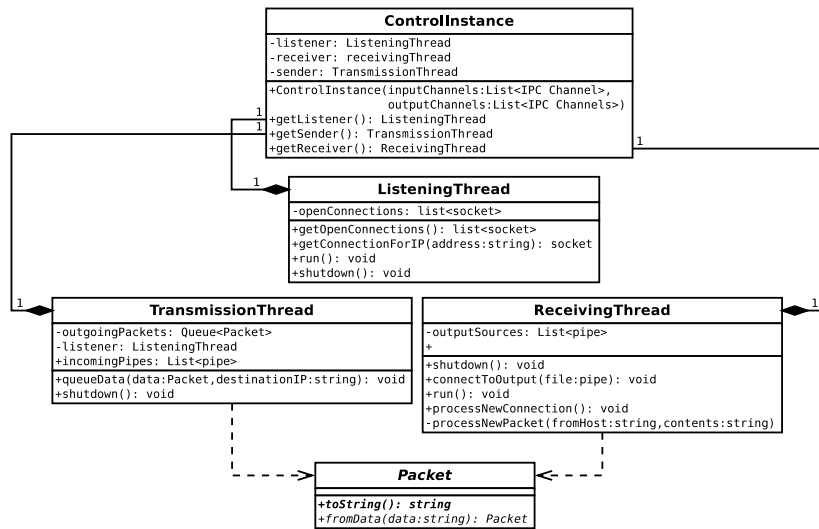 ControlInstance
-listener: ListeningThread
-receiver: receivingThread
-sender: TransmissionThread
+ControlInstance(inputChannels:List<IPC Channel>,
outputChannels:List<IPC Channels>)
+getListener(): ListeningThread
+getSender(): TransmissionThread
+getReceiver(): ReceivingThread
1
1
1
1
ListeningThread
-openConnections: list<socket>
+getOpenConnections(): list<socket>
+getConnectionForIP(address:string): socket
+run(): void
+shutdown(): void
1
TransmissionThread
-outgoingPackets: Queue<Packet>
-listener: ListeningThread
+incomingPipes: List<pipe>
+queueData(data:Packet,destinationIP:string): void
+shutdown(): void
ReceivingThread
1
-outputSources: List<pipe>
+
+shutdown(): void
+connectToOutput(file:pipe): void
+run(): void
+processNewConnection(): void
-processNewPacket(fromHost:string,contents:string)
Packet
+toString(): string
+fromData(data:string): Packet